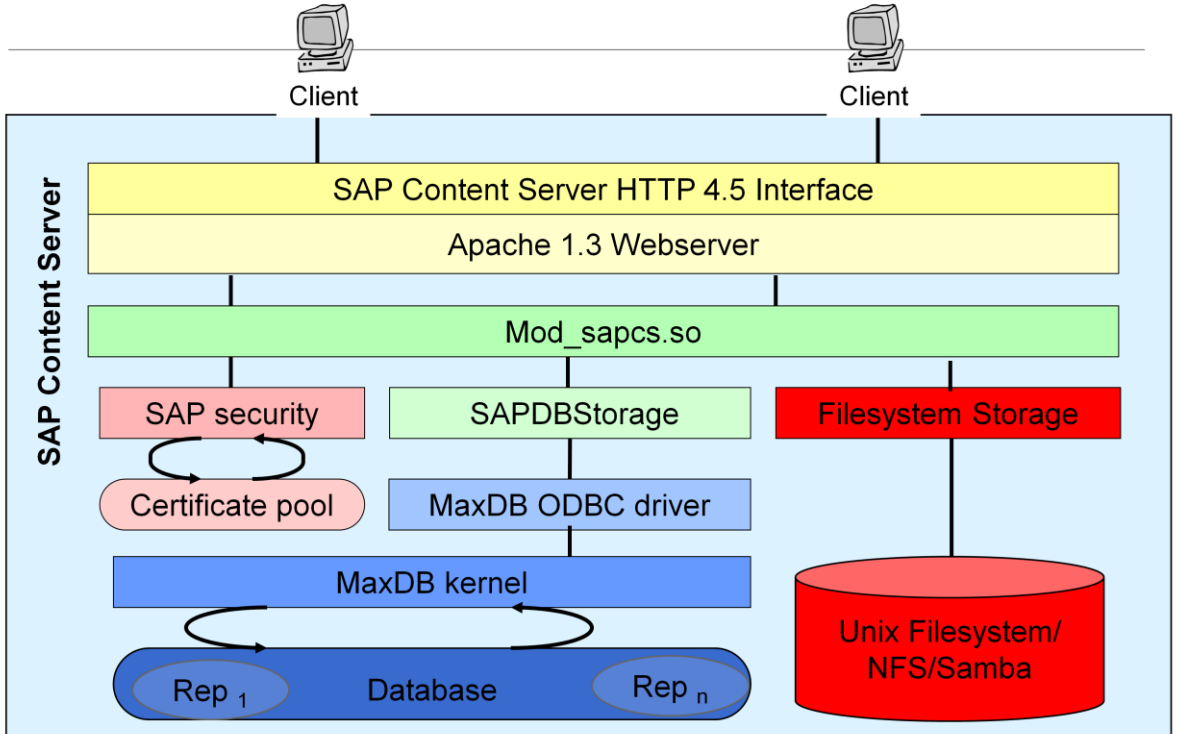 Client
Client
SAP Content Server
SAP Content Server HTTP 4.5 Interface
Apache 1.3 Webserver
Mod_sapcs.so
SAP security
SAPDBStorage
Filesystem Storage
Certificate pool
MaxDB ODBC driver
MaxDB kernel
Unix Filesystem/
NFS/Samba
Rep 1
Database
Rep n